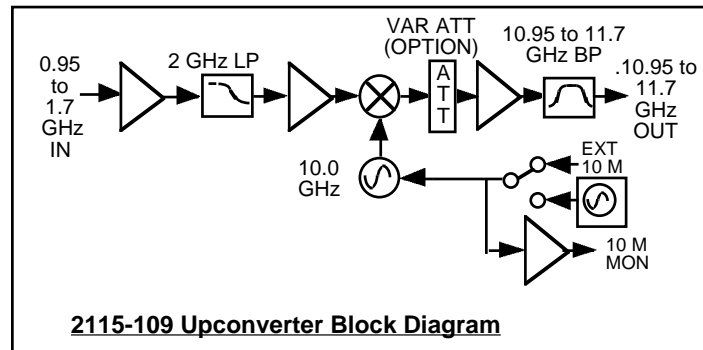 VAR ATT
(OPTION)
10.95 to 11.7
GHz BP
0.95
to
1.7
GHz
IN
2 GHz LP
A
T
T
.10.95 to
11.7
GHz
OUT
10.0
GHz
EXT
10 M
10 M
MON
2115-109 Upconverter Block Diagram